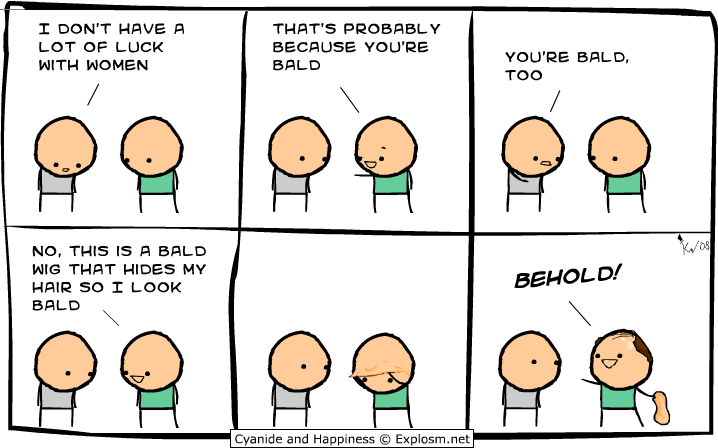 I DON'T HAVE A
LOT OF LUCK
WITH WOMEN
THAT'S PROBABLY
BECAUSE YOU'RE
BALD
YOU'RE BALD,
TOO
NO, THIS IS A BALD
WIG THAT HIDES MY
HAIR SO I LOOK
BALD
BEHOLD!
Cyanide and Happiness © Explosm.net